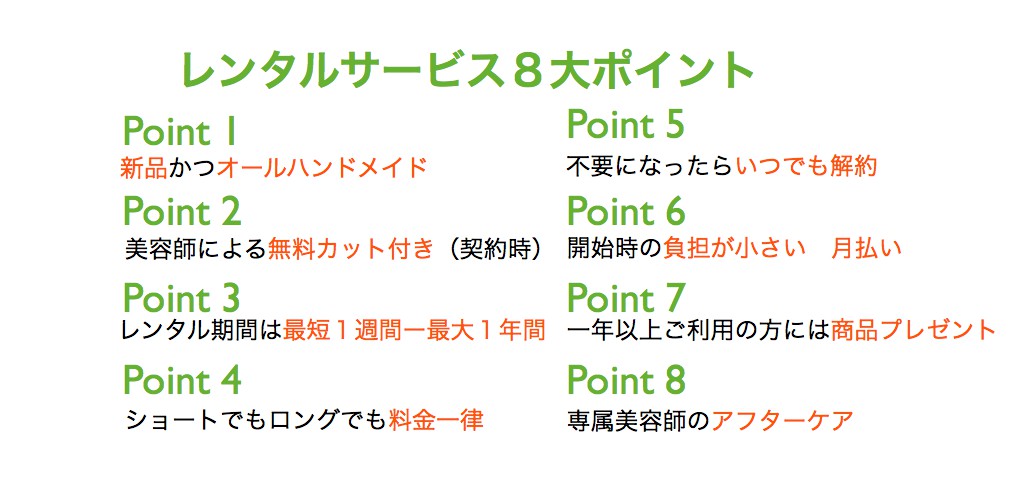 レンタルサービス８大ポイント
Point 1
新品かつオールハンドメイド
Point 2
美容師による無料カット付き（契約時）
Point 3
レンタル期間は最短１週間ー最大１年間
Point 4
ショートでもロングでも料金一律
Point 5
不要になったらいつでも解約
Point 6
開始時の負担が小さい　月払い
Point 7
一年以上ご利用の方には商品プレゼント
Point 8
専属美容師のアフターケア